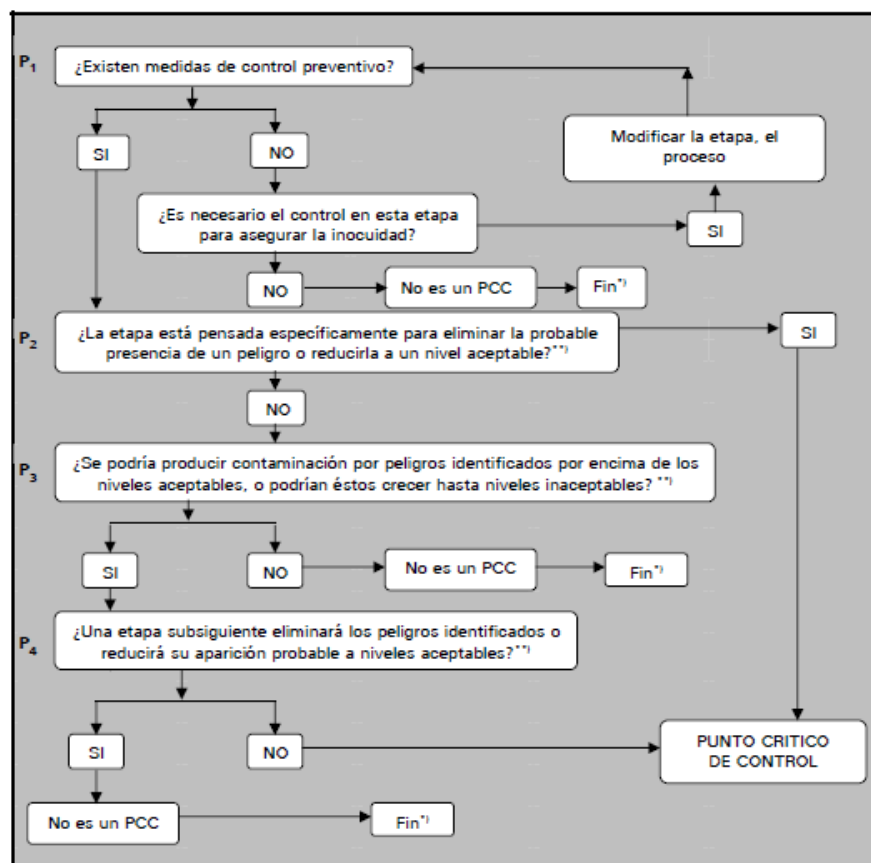 P1
¿Existen medidas de control preventivo?
SI
NO
Modificar la etapa, el
proceso
¿Es necesario el control en esta etapa
para asegurar la inocuidad?
SI
NO
No es un PCC
Fin*)
P2
¿La etapa está pensada específicamente para eliminar la probable
presencia de un peligro o reducirla a un nivel aceptable?**)
SI
NO
P3
¿Se podría producir contaminación por peligros identificados por encima de los
niveles aceptables, o podrían éstos crecer hasta niveles inaceptables? **)
SI
NO
No es un PCC
Fin*)
P4
¿Una etapa subsiguiente eliminará los peligros identificados o
reducirá su aparición probable a niveles aceptables?**)
SI
NO
PUNTO CRITICO
DE CONTROL
No es un PCC
Fin*)